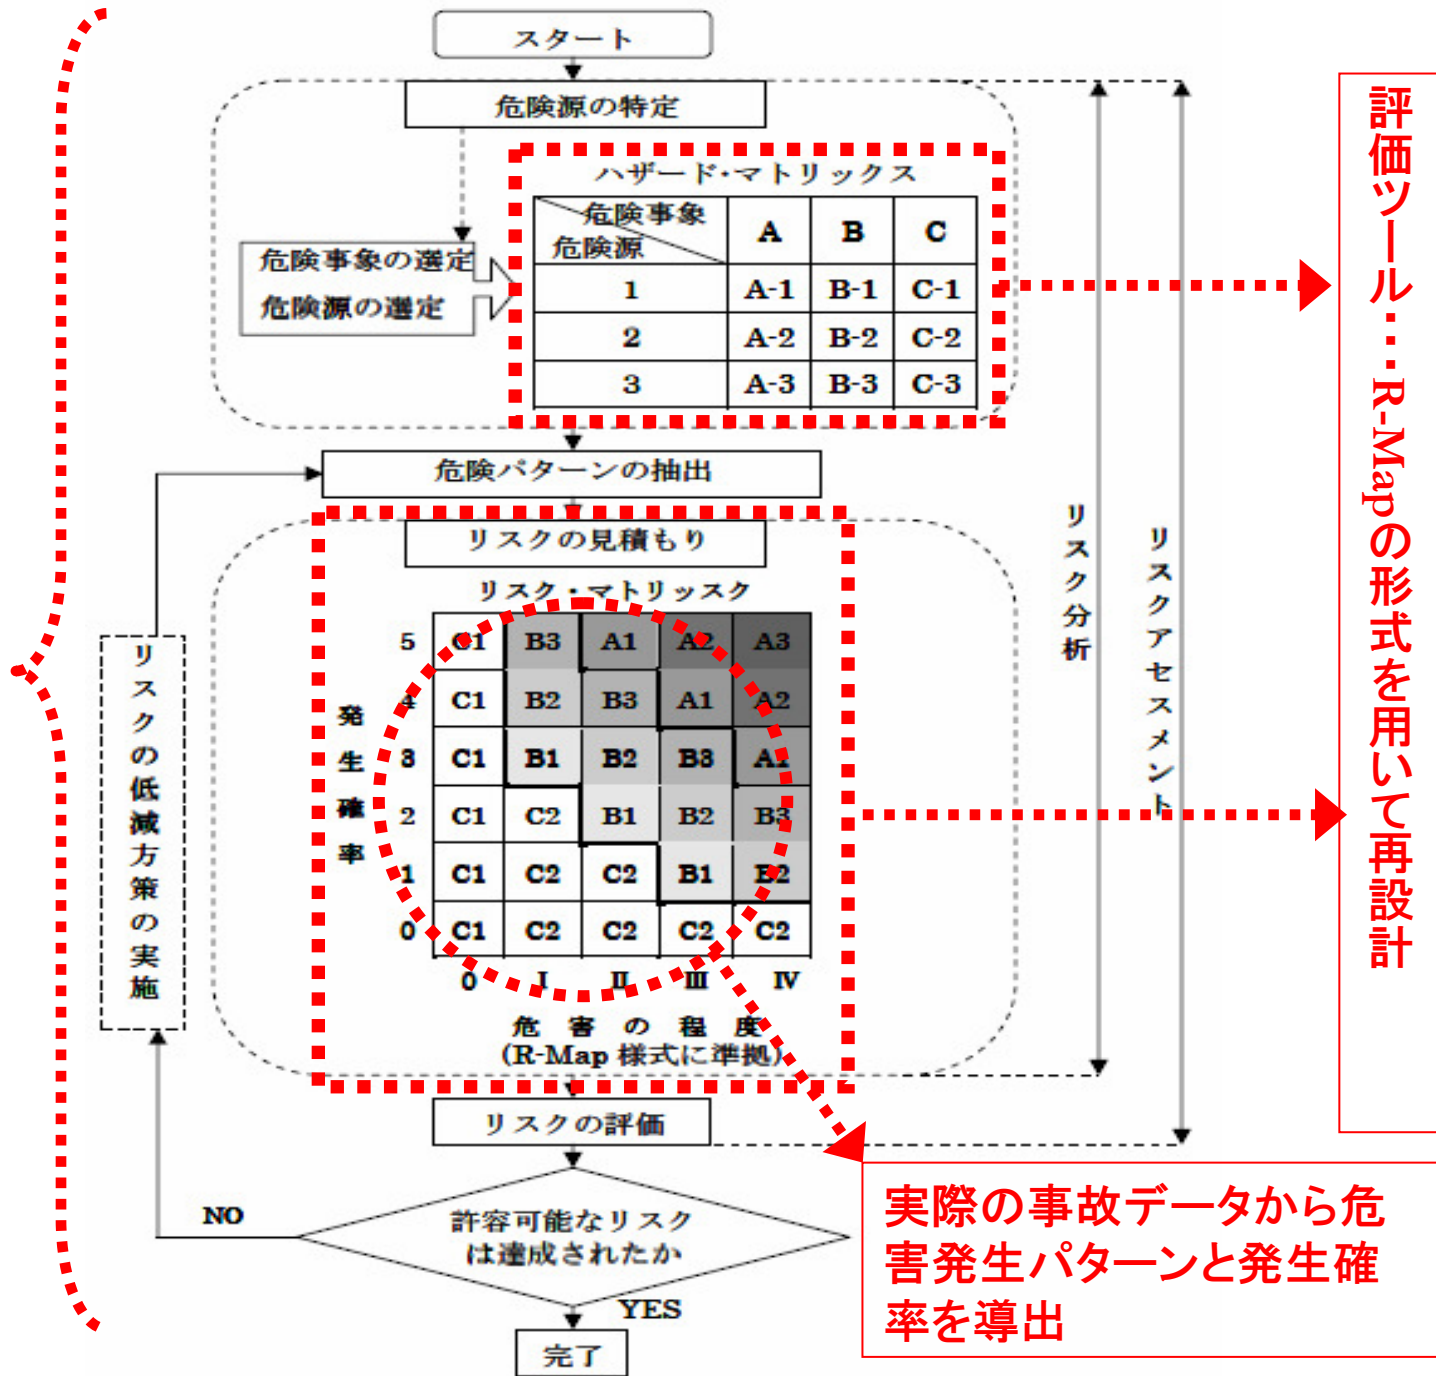 スタート
危険源の特定
ハザード・マトリックス
危険事象 A B C
危険源
1 A-1 B-1 C-1
2 A-2 B-2 C-2
3 A-3 B-3 C-3
危険事象の選定
危険源の選定
危険パターンの抽出
リスクの見積もり
リスク・マトリッスク
5 C1 B3 A1 A2 A3
4 C1 B2 B3 A1 A2
3 C1 B1 B2 B3 A1
2 C1 C2 B1 B2 B3
1 C1 C2 C2 B1 B2
0 C1 C2 C2 C2 C2
0 I II III IV
発生確率
危害の程度
(R-Map 様式に準拠)
リスクの評価
許容可能なリスク
は達成されたか
NO
YES
完了
リスクの低減方策の実施
リスク分析
リスクアセスメント
評価ツール・・・R-Mapの形式を用いて再設計
実際の事故データから危
害発生パターンと発生確
率を導出